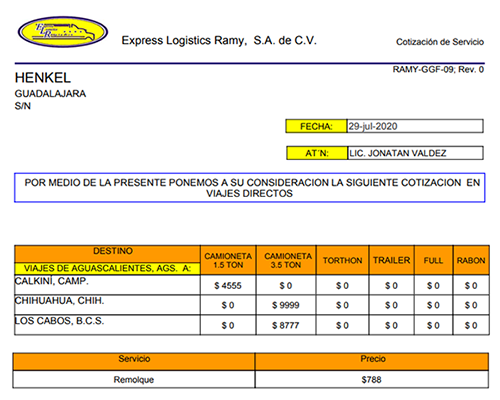 Express Logistics Ramy, S.A. de C.V.
Cotización de Servicio
RAMY-GGF-09; Rev. 0
HENKEL
GUADALAJARA
S/N
FECHA: 29-jul-2020
AT´N: LIC. JONATAN VALDEZ
POR MEDIO DE LA PRESENTE PONEMOS A SU CONSIDERACION LA SIGUIENTE COTIZACION EN
VIAJES DIRECTOS
DESTINO CAMIONETA 1.5 TON CAMIONETA 3.5 TON TORTHON TRAILER FULL RABON
VIAJES DE AGUASCALIENTES, AGS. A:
CALKINÍ, CAMP. $ 4555 $ 0 $ 0 $ 0 $ 0 $ 0
CHIHUAHUA, CHIH. $ 0 $ 9999 $ 0 $ 0 $ 0 $ 0
LOS CABOS, B.C.S. $ 0 $ 8777 $ 0 $ 0 $ 0 $ 0
Servicio Precio
Remolque $788